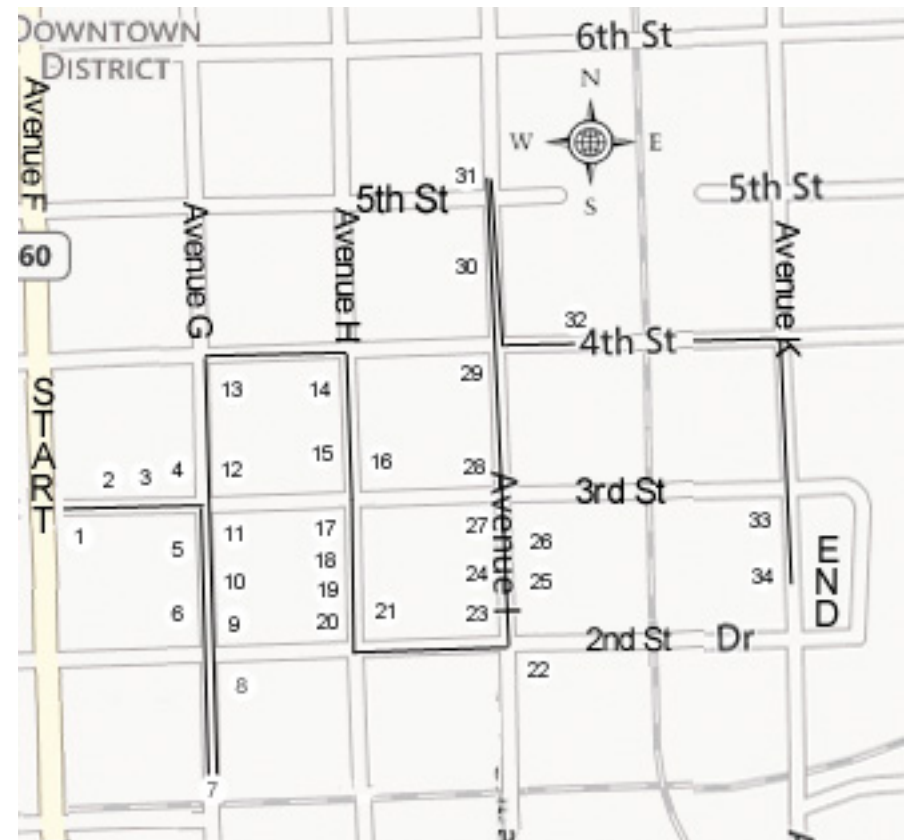 DOWNTOWN
DISTRICT
6th St
N
W
E
S
Avenue F
31
5th St
5th St
Avenue G
Avenue H
Avenue K
60
30
32
4th St
START
13
14
29
12
15
16
28
2
3
4
3rd St
1
5
11
17
27
26
33
Avenue I
18
END
10
19
24
25
34
6
9
20
21
23
2nd St
Dr
22
8
7